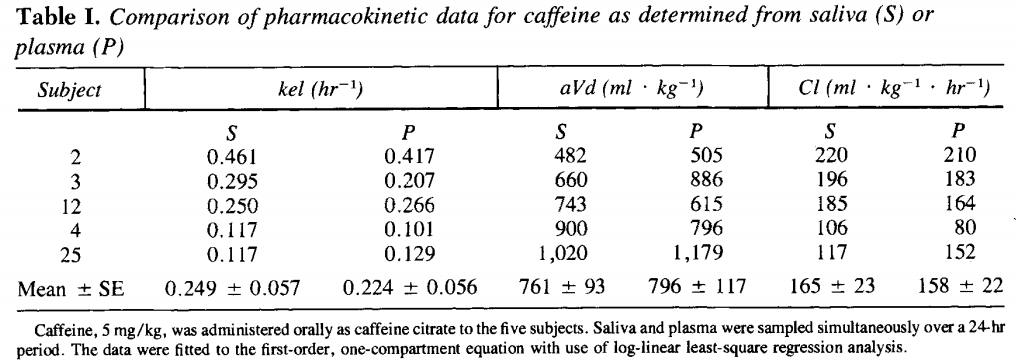 Table I. Comparison of pharmacokinetic data for caffeine as determined from saliva (S) or
plasma (P)
Subject kel (hr⁻¹) aVd (ml · kg⁻¹) Cl (ml · kg⁻¹ · hr⁻¹)
S P S P S P
2 0.461 0.417 482 505 220 210
3 0.295 0.207 660 886 196 183
12 0.250 0.266 743 615 185 164
4 0.117 0.101 900 796 106 80
25 0.117 0.129 1,020 1,179 117 152
Mean ± SE 0.249 ± 0.057 0.224 ± 0.056 761 ± 93 796 ± 117 165 ± 23 158 ± 22
Caffeine, 5 mg/kg, was administered orally as caffeine citrate to the five subjects. Saliva and plasma were sampled simultaneously over a 24-hr
period. The data were fitted to the first-order, one-compartment equation with use of log-linear least-square regression analysis.